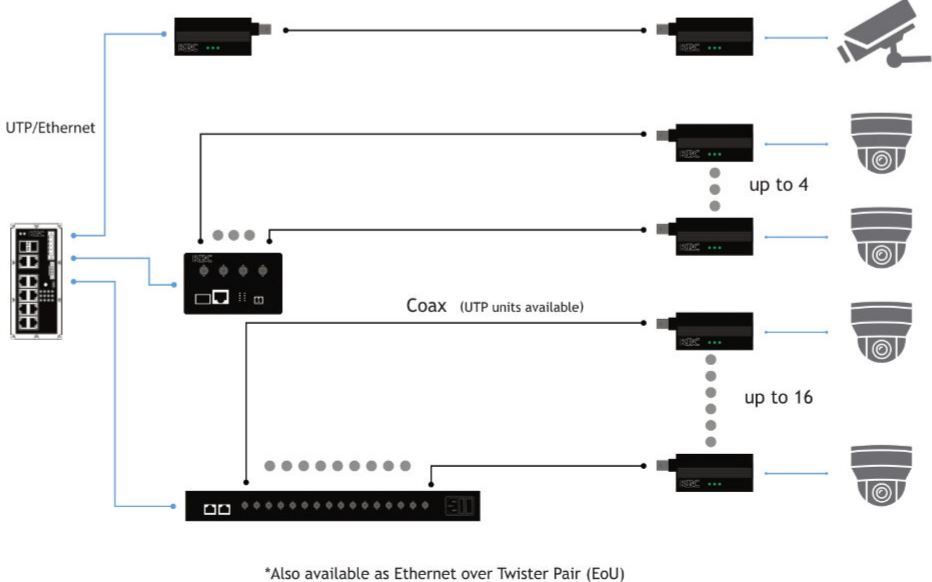 UTP/Ethernet
up to 4
Coax (UTP units available)
up to 16
*Also available as Ethernet over Twister Pair (EoU)